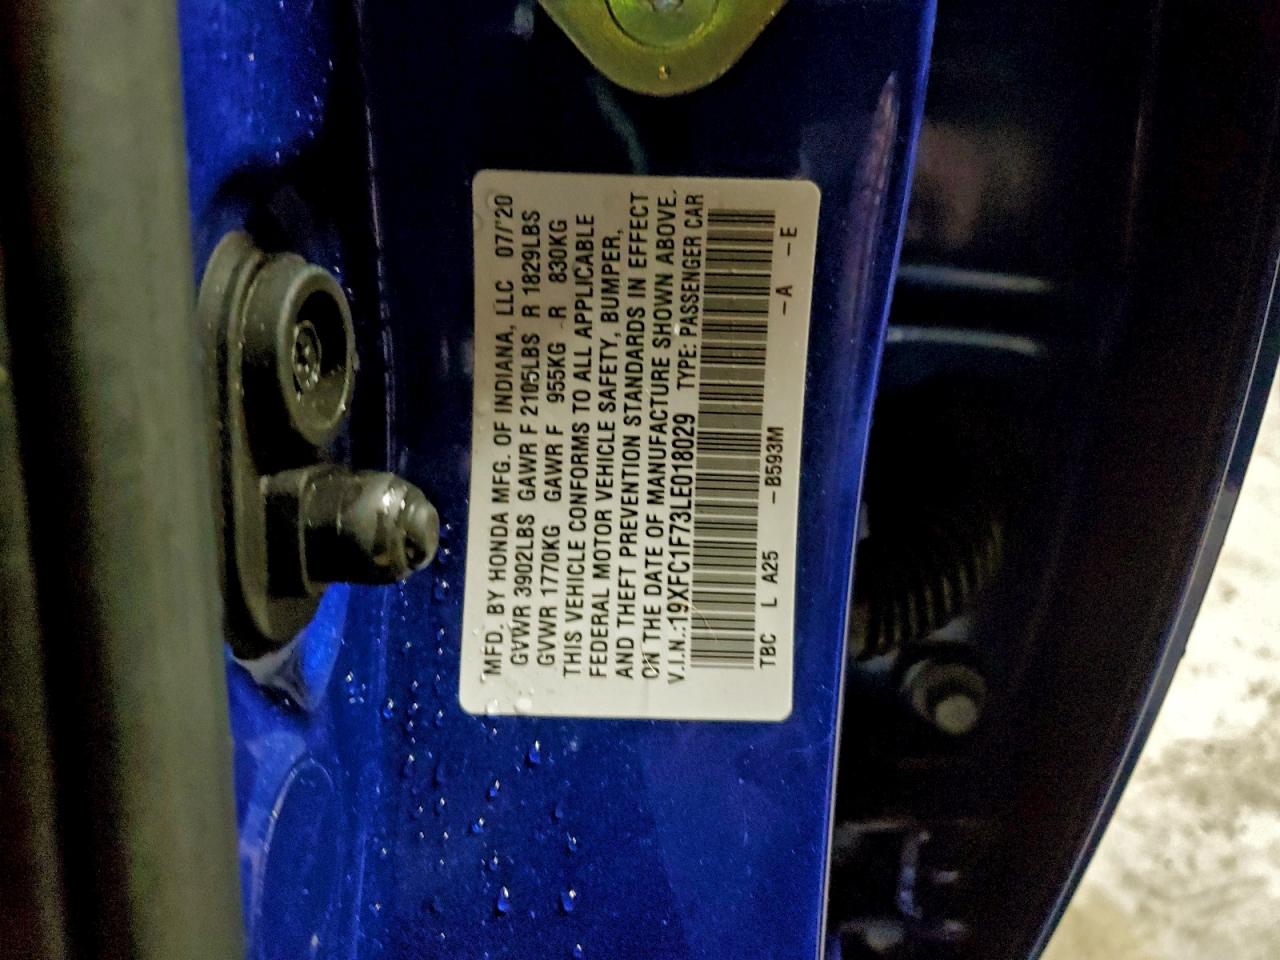 MFD. BY HONDA MFG. OF INDIANA, LLC 07/'20
GVWR 3902LBS GAWR F 2105LBS R 1829LBS
GVWR 1770KG GAWR F 955KG R 830KG
THIS VEHICLE CONFORMS TO ALL APPLICABLE
FEDERAL MOTOR VEHICLE SAFETY, BUMPER,
AND THEFT PREVENTION STANDARDS IN EFFECT
ON THE DATE OF MANUFACTURE SHOWN ABOVE.
V.I.N.:19XFC1F73LE018029 TYPE: PASSENGER CAR
TBC L A25 -B593M -A -E